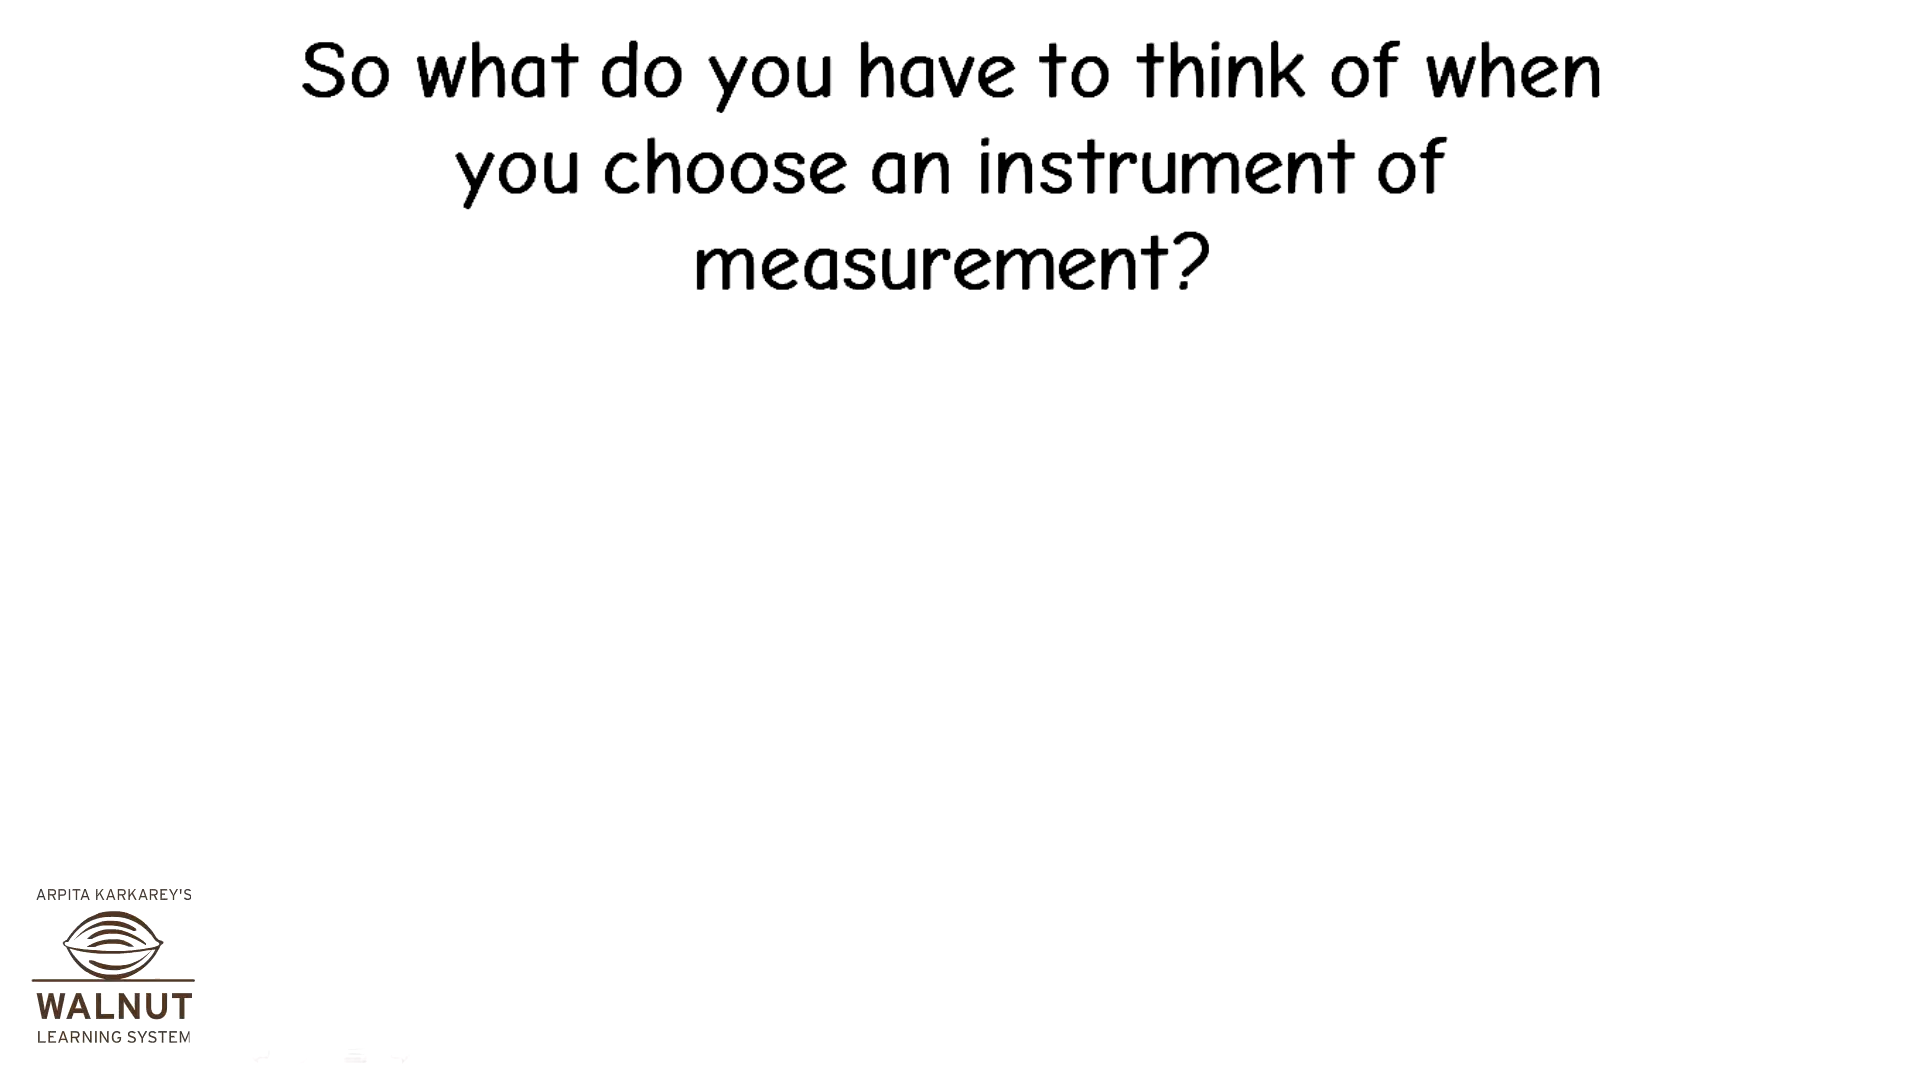 So what do you have to think of when
you choose an instrument of
measurement?
ARPITA KARKAREY'S
WALNUT
LEARNING SYSTEM